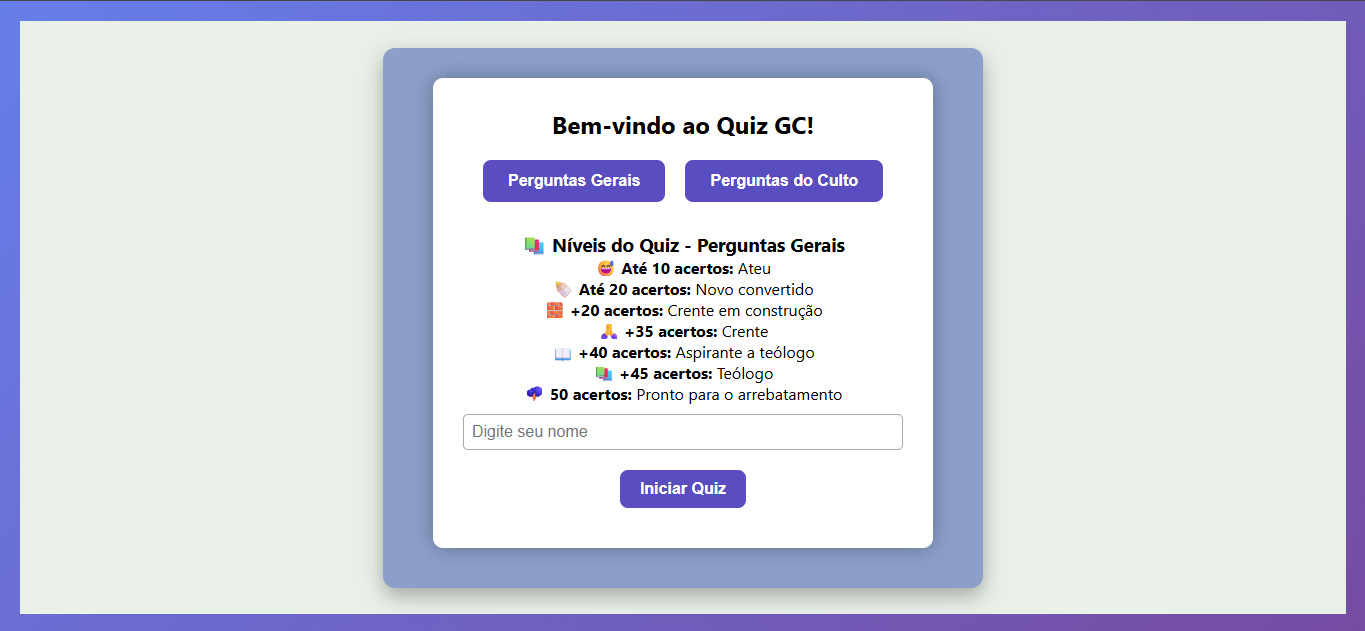 Bem-vindo ao Quiz GC!
Perguntas Gerais
Perguntas do Culto
📚 Níveis do Quiz - Perguntas Gerais
😅 Até 10 acertos: Ateu
🍼 Até 20 acertos: Novo convertido
🧱 +20 acertos: Crente em construção
🙏 +35 acertos: Crente
📖 +40 acertos: Aspirante a teólogo
📚 +45 acertos: Teólogo
🌩️ 50 acertos: Pronto para o arrebatamento
Digite seu nome
Iniciar Quiz